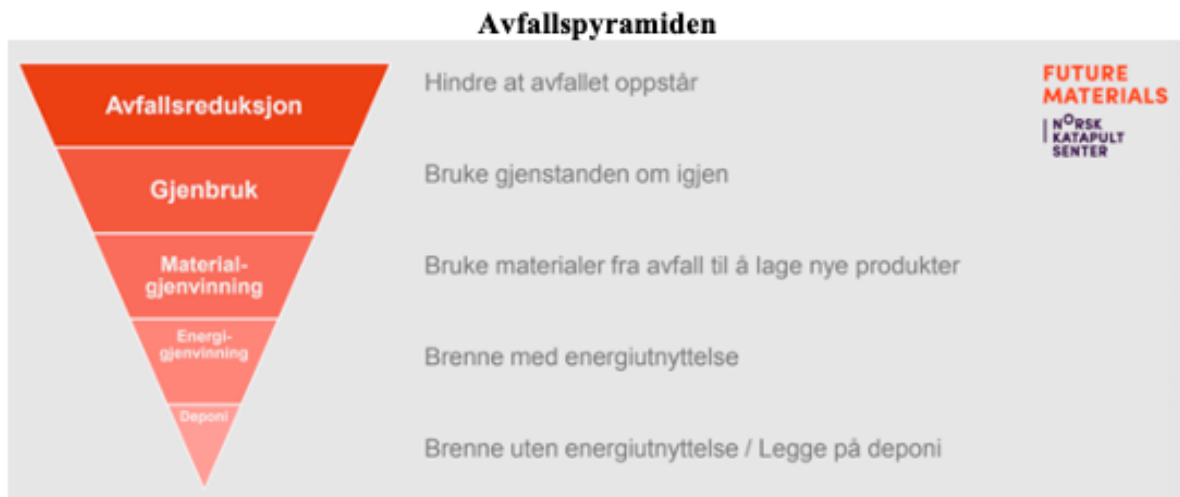 Avfallspyramiden
Avfallsreduksjon
Hindre at avfallet oppstår
FUTURE
MATERIALS
NORSK
KATAPULT
SENTER
Gjenbruk
Bruke gjenstanden om igjen
Material-
gjenvinning
Bruke materialer fra avfall til å lage nye produkter
Energi-
gjenvinning
Brenne med energiutnyttelse
Deponi
Brenne uten energiutnyttelse / Legge på deponi